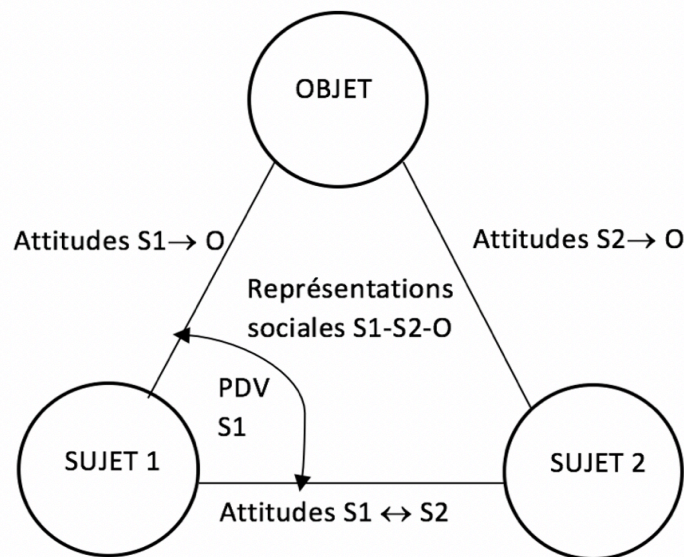 OBJET
Attitudes S1→ O
Attitudes S2→ O
Représentations
sociales S1-S2-O
PDV
S1
SUJET 1
SUJET 2
Attitudes S1 ↔ S2